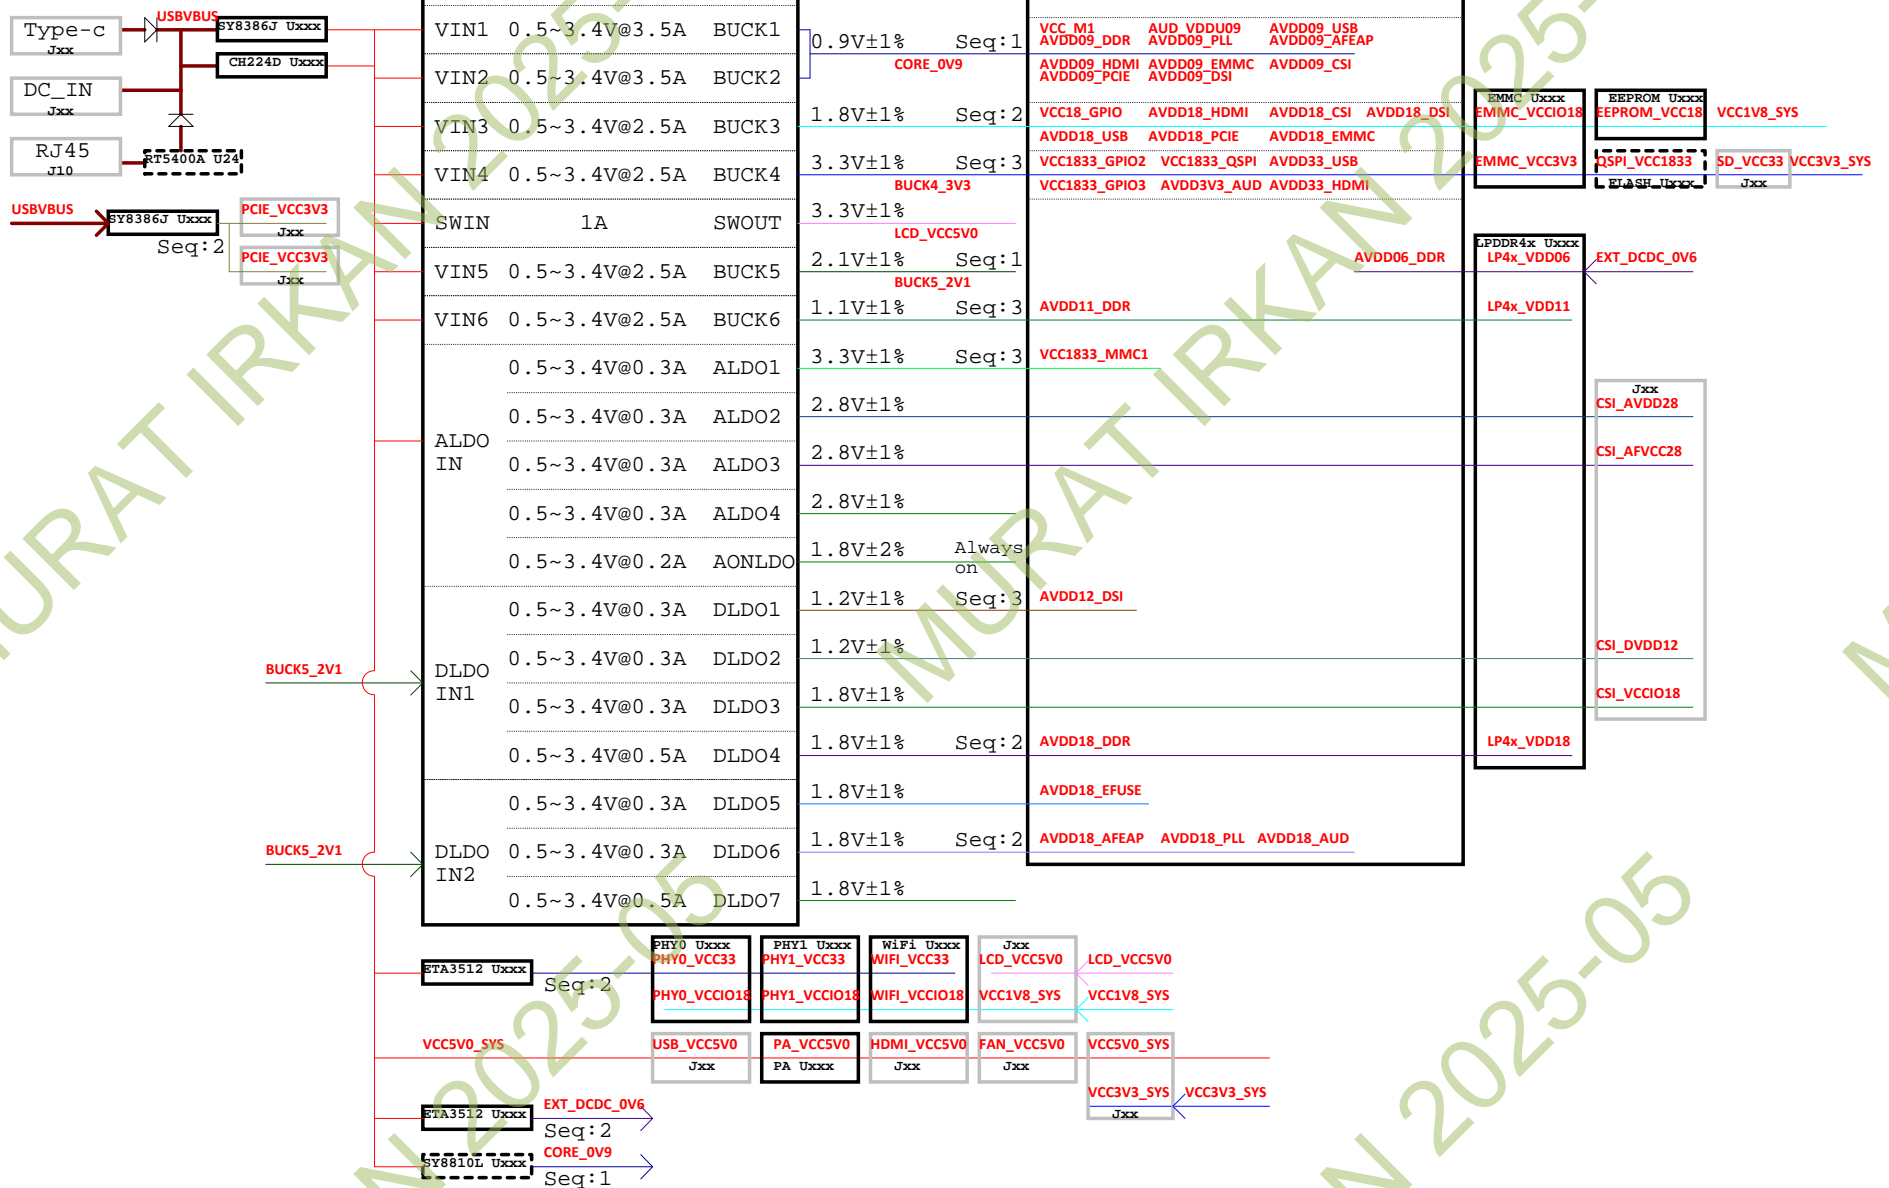 Type-c
Jxx
USBVBUS
SY8386J Uxxx
CH224D Uxxx
DC_IN
Jxx
RJ45
J10
RT5400A U24
USBVBUS
SY8386J Uxxx
Seq:2
PCIE_VCC3V3
Jxx
PCIE_VCC3V3
Jxx
VIN1 0.5~3.4V@3.5A BUCK1
VIN2 0.5~3.4V@3.5A BUCK2
0.9V±1% Seq:1
CORE_0V9
VCC_M1 AUD_VDDU09 AVDD09_USB
AVDD09_DDR AVDD09_PLL AVDD09_AFEAP
AVDD09_HDMI AVDD09_EMMC AVDD09_CSI
AVDD09_PCIE AVDD09_DSI
VIN3 0.5~3.4V@2.5A BUCK3
1.8V±1% Seq:2
VCC18_GPIO AVDD18_HDMI AVDD18_CSI AVDD18_DSI
AVDD18_USB AVDD18_PCIE AVDD18_EMMC
EMMC Uxxx
EMMC_VCCIO18
EEPROM Uxxx
EEPROM_VCC18
VCC1V8_SYS
VIN4 0.5~3.4V@2.5A BUCK4
3.3V±1% Seq:3
BUCK4_3V3
VCC1833_GPIO2 VCC1833_QSPI AVDD33_USB
VCC1833_GPIO3 AVDD3V3_AUD AVDD33_HDMI
EMMC_VCC3V3
QSPI_VCC1833
FLASH Uxxx
SD_VCC33
Jxx
VCC3V3_SYS
SWIN 1A SWOUT
3.3V±1%
LCD_VCC5V0
VIN5 0.5~3.4V@2.5A BUCK5
2.1V±1% Seq:1
BUCK5_2V1
AVDD06_DDR
LPDDR4x Uxxx
LP4x_VDD06
EXT_DCDC_0V6
VIN6 0.5~3.4V@2.5A BUCK6
1.1V±1% Seq:3
AVDD11_DDR
LP4x_VDD11
ALDO
IN
0.5~3.4V@0.3A ALDO1
3.3V±1% Seq:3
VCC1833_MMC1
0.5~3.4V@0.3A ALDO2
2.8V±1%
Jxx
CSI_AVDD28
0.5~3.4V@0.3A ALDO3
2.8V±1%
CSI_AFVCC28
0.5~3.4V@0.3A ALDO4
2.8V±1%
0.5~3.4V@0.2A AONLDO
1.8V±2% Always
on
BUCK5_2V1
DLDO
IN1
0.5~3.4V@0.3A DLDO1
1.2V±1% Seq:3
AVDD12_DSI
0.5~3.4V@0.3A DLDO2
1.2V±1%
CSI_DVDD12
0.5~3.4V@0.3A DLDO3
1.8V±1%
CSI_VCCIO18
0.5~3.4V@0.5A DLDO4
1.8V±1% Seq:2
AVDD18_DDR
LP4x_VDD18
BUCK5_2V1
DLDO
IN2
0.5~3.4V@0.3A DLDO5
1.8V±1%
AVDD18_EFUSE
0.5~3.4V@0.3A DLDO6
1.8V±1% Seq:2
AVDD18_AFEAP AVDD18_PLL AVDD18_AUD
0.5~3.4V@0.5A DLDO7
1.8V±1%
ETA3512 Uxxx
Seq:2
PHY0 Uxxx
PHY0_VCC33
PHY0_VCCIO18
PHY1 Uxxx
PHY1_VCC33
PHY1_VCCIO18
WiFi Uxxx
WIFI_VCC33
WIFI_VCCIO18
Jxx
LCD_VCC5V0
VCC1V8_SYS
LCD_VCC5V0
VCC1V8_SYS
VCC5V0_SYS
USB_VCC5V0
Jxx
PA_VCC5V0
PA Uxxx
HDMI_VCC5V0
Jxx
FAN_VCC5V0
Jxx
VCC5V0_SYS
VCC3V3_SYS
Jxx
VCC3V3_SYS
ETA3512 Uxxx
EXT_DCDC_0V6
Seq:2
SY8810L Uxxx
CORE_0V9
Seq:1
MURAT IRKAN 2025-05
MURAT IRKAN 2025-05
N 2025-05
N 2025-05
M